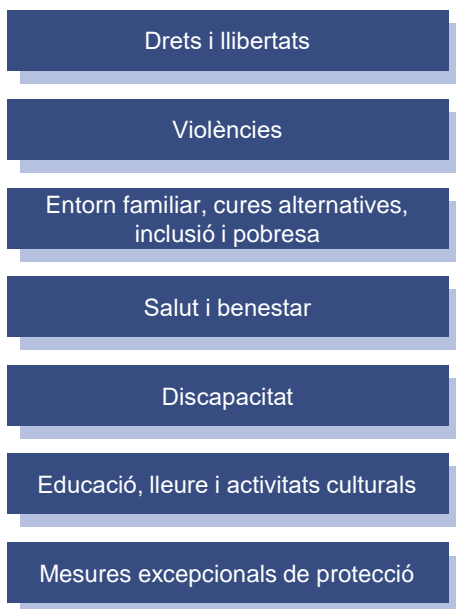 Drets i llibertats
Violències
Entorn familiar, cures alternatives,
inclusió i pobresa
Salut i benestar
Discapacitat
Educació, lleure i activitats culturals
Mesures excepcionals de protecció